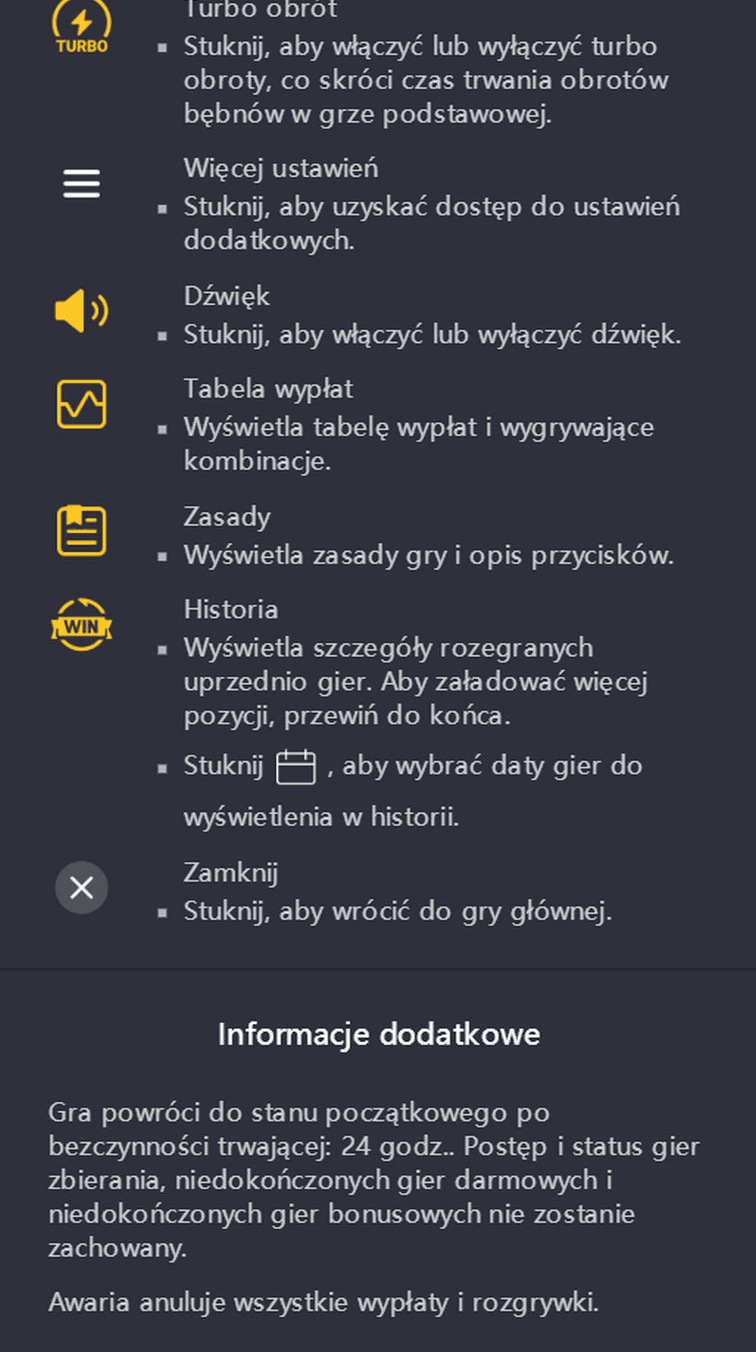 Turbo obrót
TURBO
▪ Stuknij, aby włączyć lub wyłączyć turbo
obroty, co skróci czas trwania obrotów
bębnów w grze podstawowej.
Więcej ustawień
▪ Stuknij, aby uzyskać dostęp do ustawień
dodatkowych.
Dźwięk
▪ Stuknij, aby włączyć lub wyłączyć dźwięk.
Tabela wypłat
▪ Wyświetla tabelę wypłat i wygrywające
kombinacje.
Zasady
▪ Wyświetla zasady gry i opis przycisków.
Historia
WIN
▪ Wyświetla szczegóły rozegranych
uprzednio gier. Aby załadować więcej
pozycji, przewiń do końca.
▪ Stuknij , aby wybrać daty gier do
wyświetlenia w historii.
Zamknij
▪ Stuknij, aby wrócić do gry głównej.
Informacje dodatkowe
Gra powróci do stanu początkowego po
bezczynności trwającej: 24 godz.. Postęp i status gier
zbierania, niedokończonych gier darmowych i
niedokończonych gier bonusowych nie zostanie
zachowany.
Awaria anuluje wszystkie wypłaty i rozgrywki.